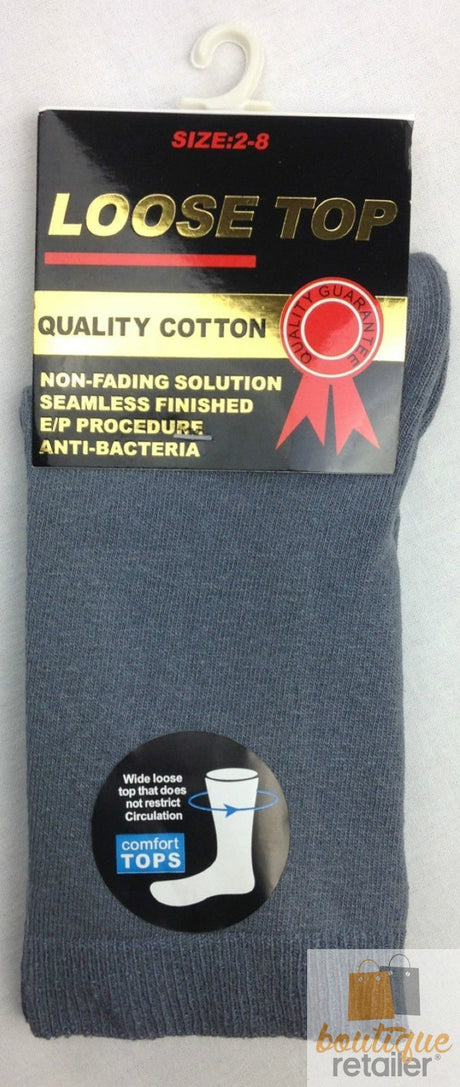 SIZE:2-8
LOOSE TOP
QUALITY GUARANTEE
QUALITY COTTON
NON-FADING SOLUTION
SEAMLESS FINISHED
E/P PROCEDURE
ANTI-BACTERIA
Wide loose
top that does
not restrict
Circulation
comfort
TOPS
boutique
retailer®